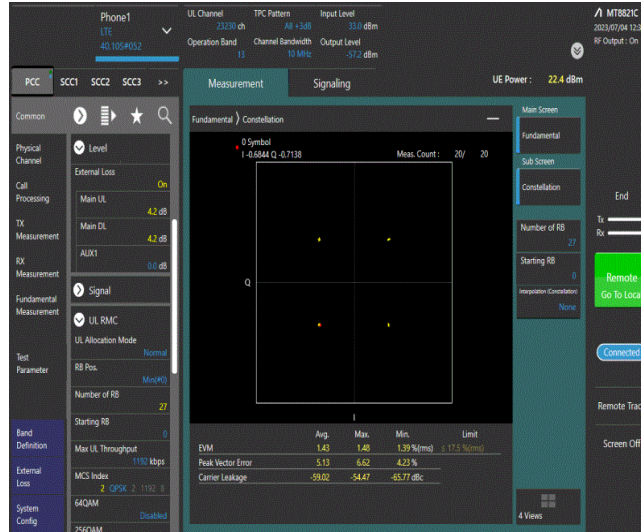 Phone1
LTE
40.105#052
UL Channel
23230 ch
TPC Pattern
All +3dB
Input Level
33.0 dBm
Operation Band
13
Channel Bandwidth
10 MHz
Output Level
-57.2 dBm
MT8821C
2023/07/04 12:3
RF Output : On
PCC SCC1 SCC2 SCC3 >>
Measurement Signaling
UE Power : 22.4 dBm
Common
Physical
Channel
Call
Processing
TX
Measurement
RX
Measurement
Fundamental
Measurement
Test
Parameter
Band
Definition
External
Loss
System
Config
Level
External Loss
On
Main UL
4.2 dB
Main DL
4.2 dB
AUX1
0.0 dB
Signal
UL RMC
UL Allocation Mode
Normal
RB Pos.
Min(#0)
Number of RB
27
Starting RB
0
Max UL Throughput
1192 kbps
MCS Index
2 QPSK 2 1192 8
64QAM
Disabled
256QAM
Fundamental ⟩ Constellation
0 Symbol
I -0.6844 Q -0.7138
Meas. Count : 20/ 20
Q
I
Avg. Max. Min. Limit
EVM 1.43 1.48 1.39 %(rms) ≤ 17.5 %(rms)
Peak Vector Error 5.13 6.62 4.23 %
Carrier Leakage -59.02 -54.47 -65.77 dBc
Main Screen
Fundamental
Sub Screen
Constellation
Number of RB
27
Starting RB
0
Interpolation (Constellation)
None
4 Views
End
Tx
Rx
Remote
Go To Loca
Connected
Remote Trac
Screen Off